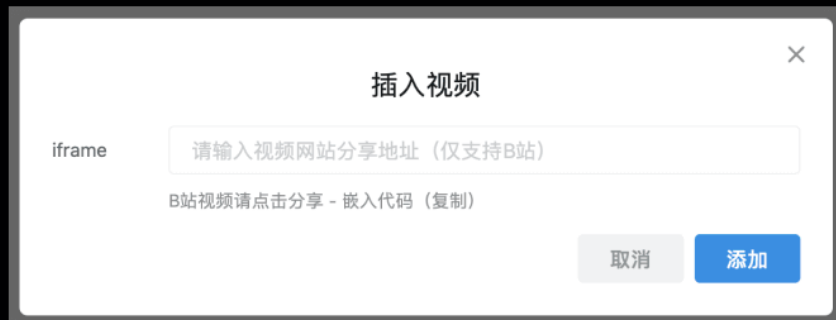 插入视频
iframe
请输入视频网站分享地址（仅支持B站）
B站视频请点击分享 - 嵌入代码（复制）
取消
添加